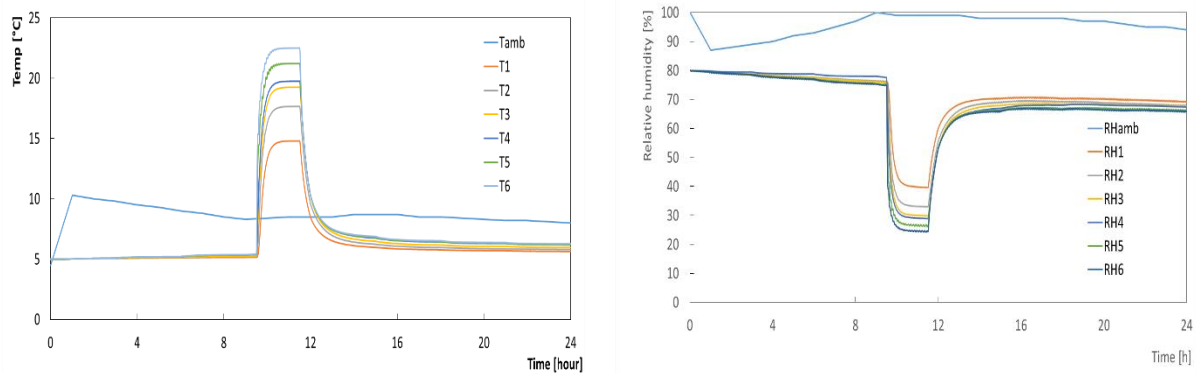 Temp [°C]
25
20
15
10
5
0
0 4 8 12 16 20 24
Time [hour]
Tamb
T1
T2
T3
T4
T5
T6
Relative humidity [%]
100
90
80
70
60
50
40
30
20
10
0
0 4 8 12 16 20 24
Time [h]
RHamb
RH1
RH2
RH3
RH4
RH5
RH6